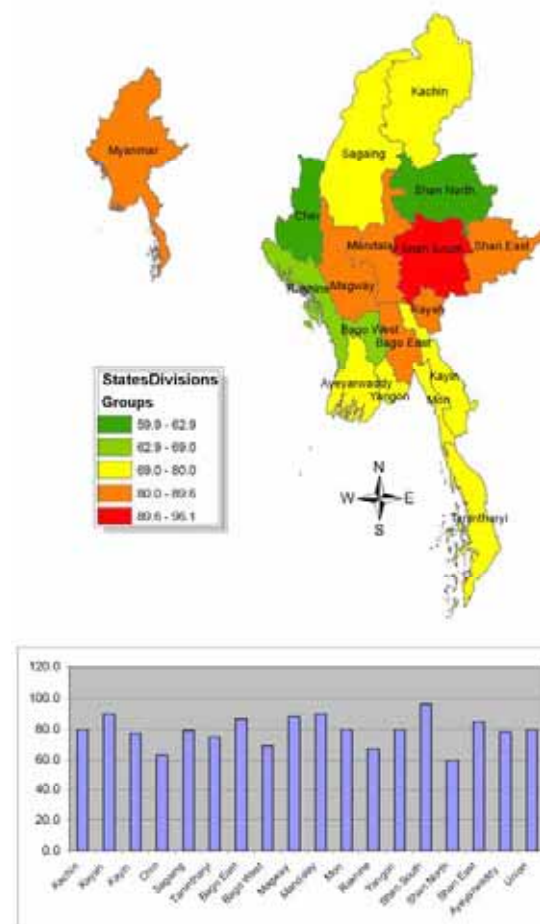 Kachin
Myanmar
Sagaing
Shan North
Chin
Mandalay
Shan South
Shan East
Rakhine
Magway
Kayah
Bago West
Bago East
Kayin
Ayeyarwaddy
Yangon
Mon
StatesDivisions
Groups
59.9 - 62.9
62.9 - 69.0
69.0 - 80.0
80.0 - 89.6
89.6 - 96.1
N
W E
S
Tanintharyi
120.0
100.0
80.0
60.0
40.0
20.0
0.0
Kachin
Kayah
Kayin
Chin
Sagaing
Tanintharyi
Bago East
Bago West
Magway
Mandalay
Mon
Rakhine
Yangon
Shan South
Shan North
Shan East
Ayeyarwaddy
Union